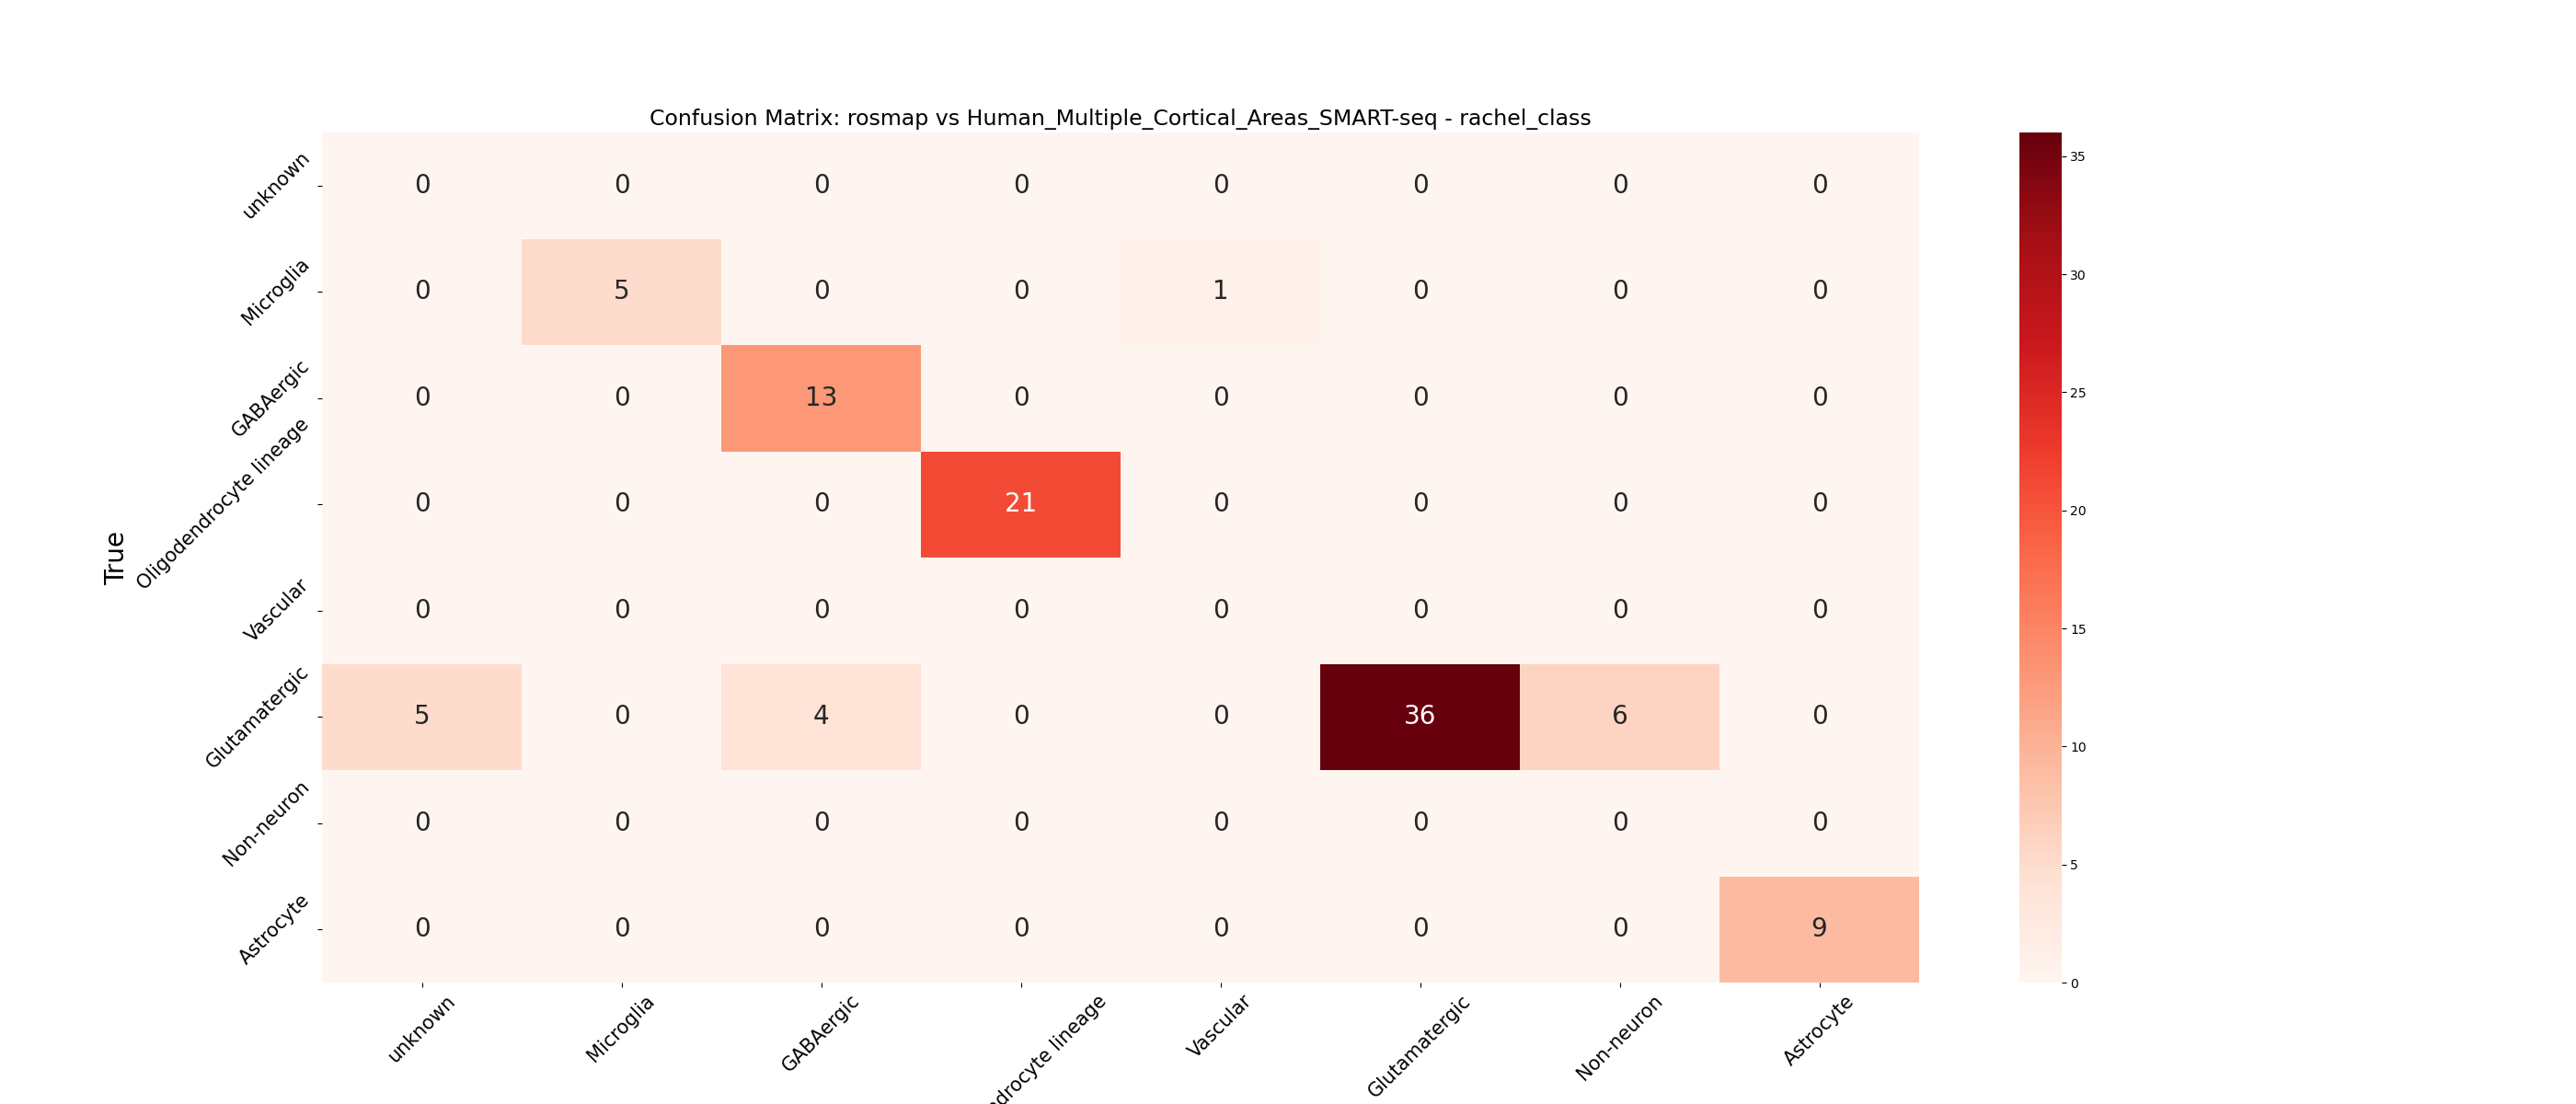 Confusion Matrix: rosmap vs Human_Multiple_Cortical_Areas_SMART-seq - rachel_class
unknown 0 0 0 0 0 0 0 0
Microglia 0 5 0 0 1 0 0 0
GABAergic 0 0 13 0 0 0 0 0
Oligodendrocyte lineage 0 0 0 21 0 0 0 0
Vascular 0 0 0 0 0 0 0 0
Glutamatergic 5 0 4 0 0 36 6 0
Non-neuron 0 0 0 0 0 0 0 0
Astrocyte 0 0 0 0 0 0 0 9
True
unknown Microglia GABAergic ndrocyte lineage Vascular Glutamatergic Non-neuron Astrocyte
35
30
25
20
15
10
5
0